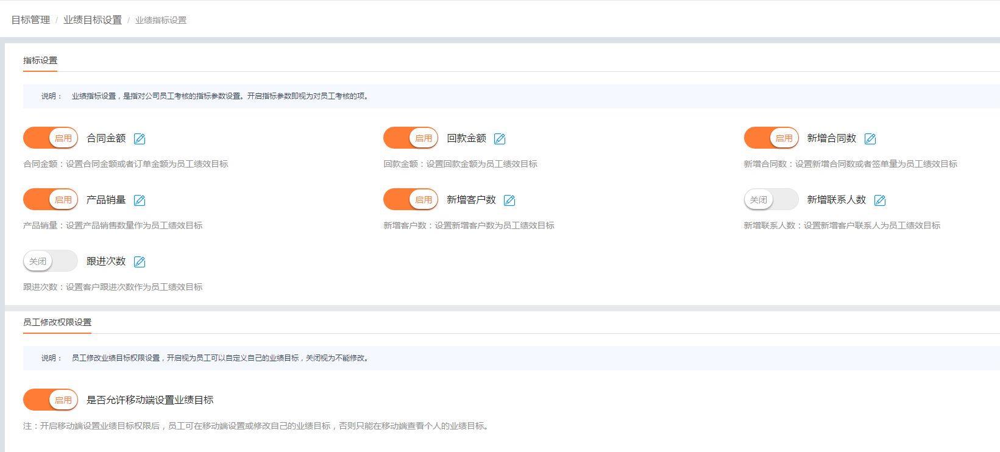 目标管理 / 业绩目标设置 / 业绩指标设置
指标设置
说明： 业绩指标设置，是指对公司员工考核的指标参数设置。开启指标参数即视为对员工考核的项。
启用 合同金额 启用 回款金额 启用 新增合同数
合同金额：设置合同金额或者订单金额为员工绩效目标 回款金额：设置回款金额为员工绩效目标 新增合同数：设置新增合同数或者签单量为员工绩效目标
启用 产品销量 启用 新增客户数 关闭 新增联系人数
产品销量：设置产品销售数量作为员工绩效目标 新增客户数：设置新增客户数为员工绩效目标 新增联系人数：设置新增客户联系人为员工绩效目标
关闭 跟进次数
跟进次数：设置客户跟进次数作为员工绩效目标
员工修改权限设置
说明： 员工修改业绩目标权限设置，开启视为员工可以自定义自己的业绩目标，关闭视为不能修改。
启用 是否允许移动端设置业绩目标
注：开启移动端设置业绩目标权限后，员工可在移动端设置或修改自己的业绩目标，否则只能在移动端查看个人的业绩目标。